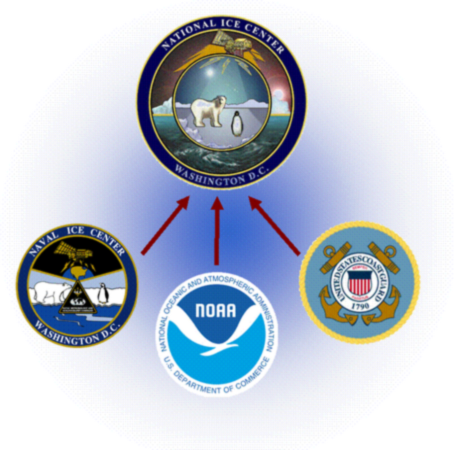 NATIONAL ICE CENTER
WASHINGTON D.C.
NAVAL ICE CENTER
WASHINGTON D.C.
NATIONAL OCEANIC AND ATMOSPHERIC ADMINISTRATION
NOAA
U.S. DEPARTMENT OF COMMERCE
UNITED STATES COAST GUARD
1790